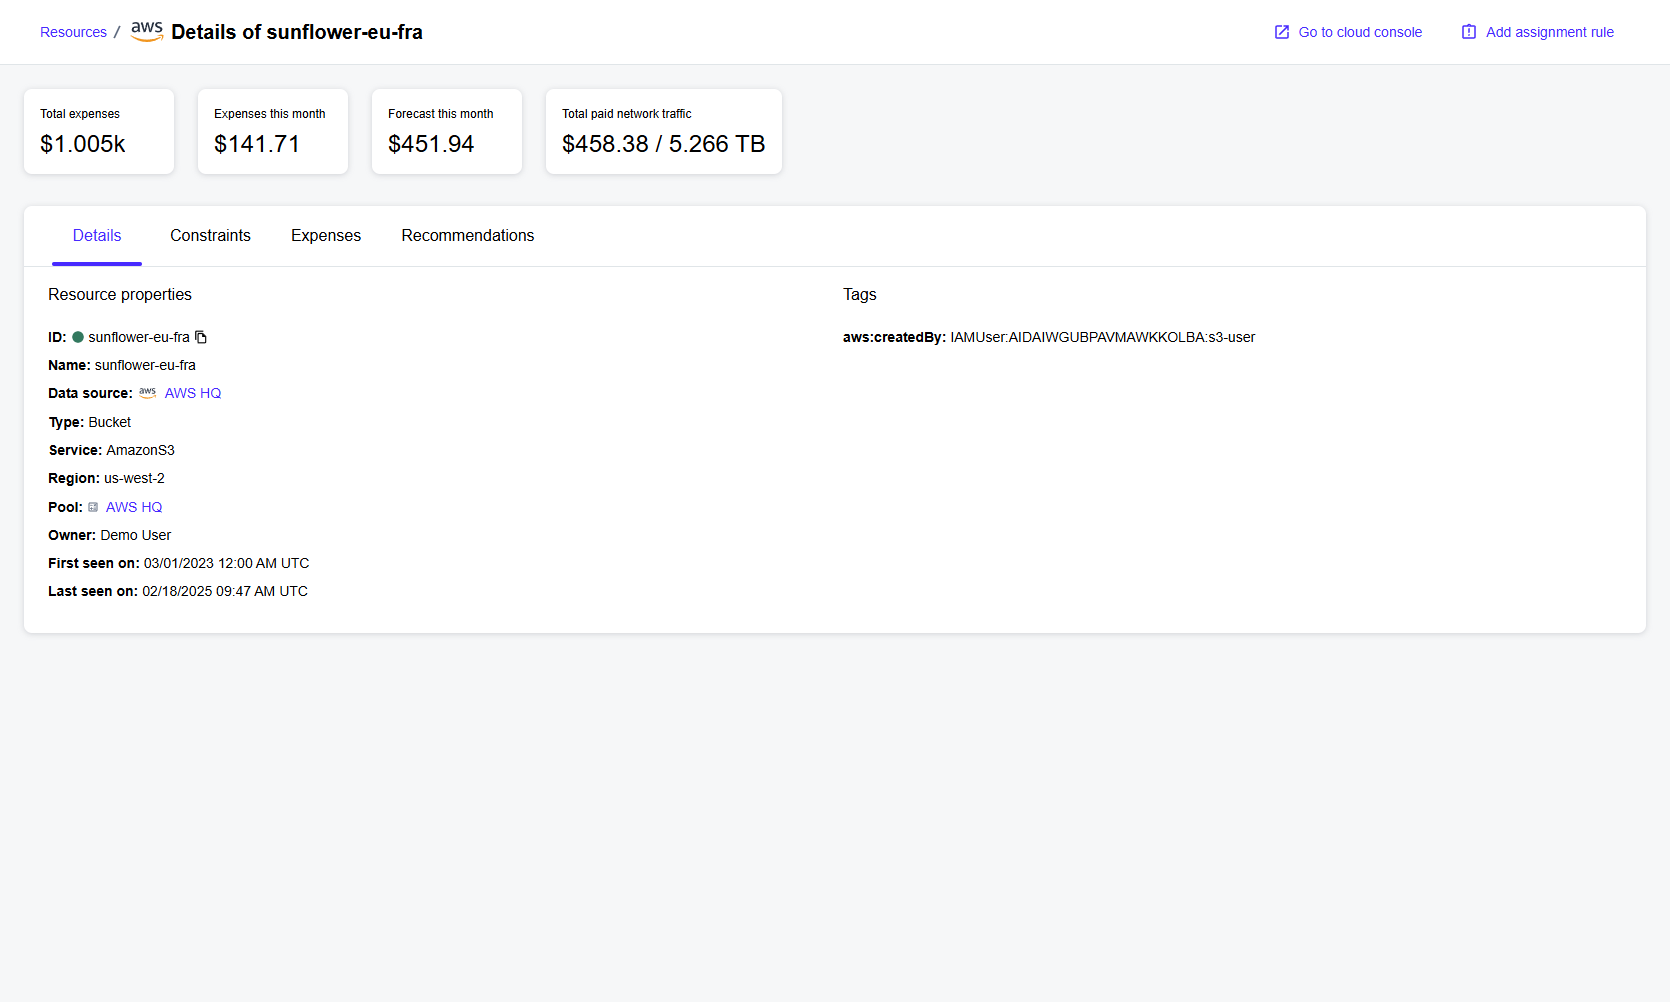 Resources / aws Details of sunflower-eu-fra
Go to cloud console
Add assignment rule
Total expenses
$1.005k
Expenses this month
$141.71
Forecast this month
$451.94
Total paid network traffic
$458.38 / 5.266 TB
Details
Constraints
Expenses
Recommendations
Resource properties
ID: sunflower-eu-fra
Name: sunflower-eu-fra
Data source: aws AWS HQ
Type: Bucket
Service: AmazonS3
Region: us-west-2
Pool: AWS HQ
Owner: Demo User
First seen on: 03/01/2023 12:00 AM UTC
Last seen on: 02/18/2025 09:47 AM UTC
Tags
aws:createdBy: IAMUser:AIDAIWGUBPAVMAWKKOLBA:s3-user